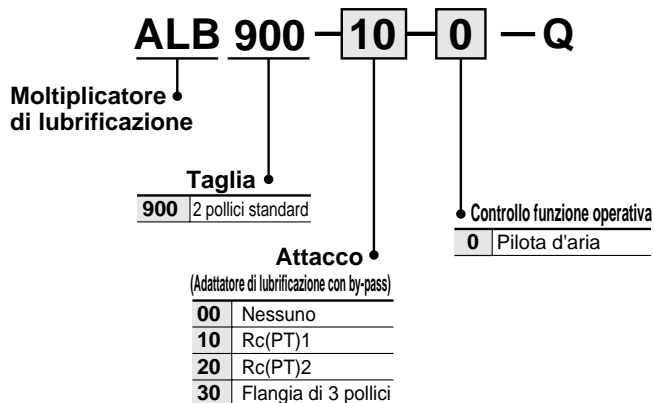 ALB 900 — 10 — 0 — Q
Moltiplicatore
di lubrificazione
Taglia
900 2 pollici standard
Controllo funzione operativa
0 Pilota d'aria
Attacco
(Adattatore di lubrificazione con by-pass)
00 Nessuno
10 Rc(PT)1
20 Rc(PT)2
30 Flangia di 3 pollici